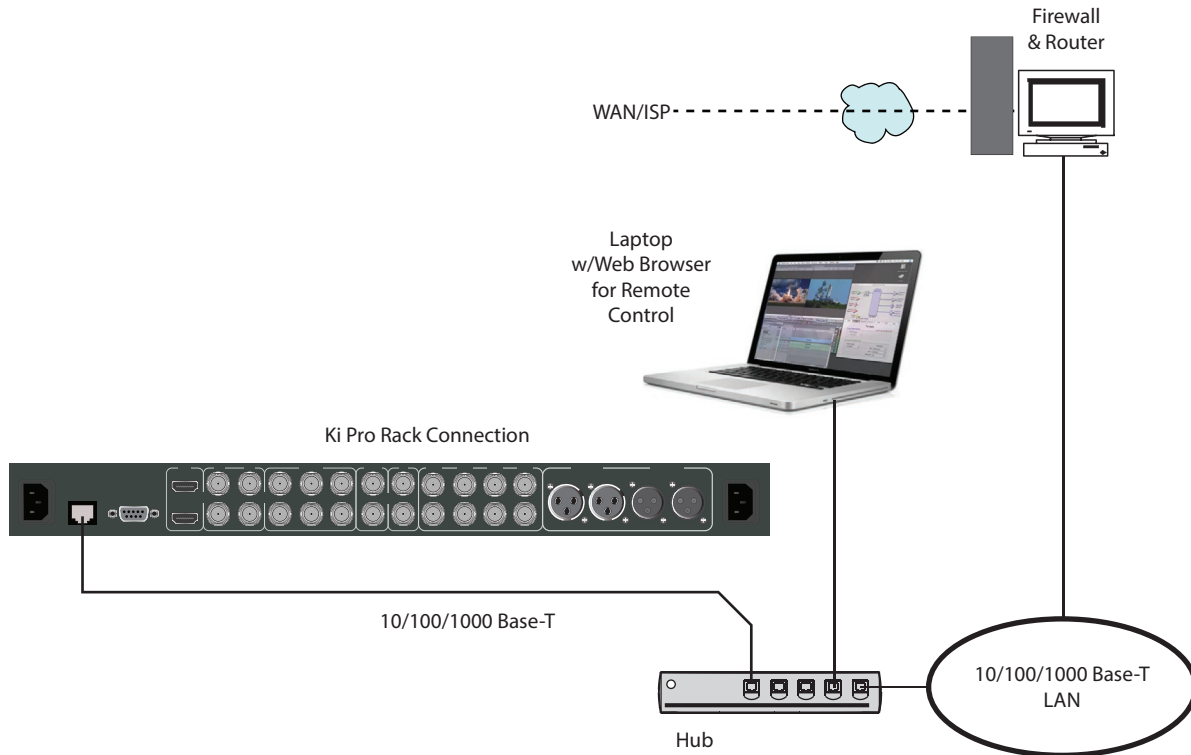 Firewall
& Router
WAN/ISP
Laptop
w/Web Browser
for Remote
Control
Ki Pro Rack Connection
10/100/1000 Base-T
10/100/1000 Base-T
LAN
Hub